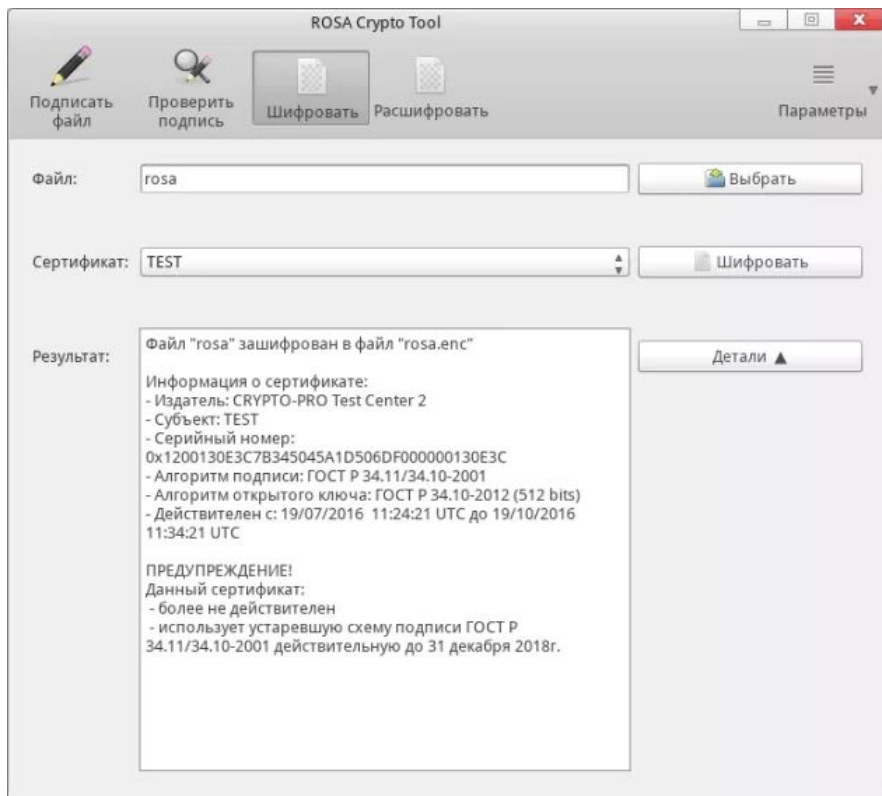 ROSA Crypto Tool
Подписать
файл
Проверить
подпись
Шифровать
Расшифровать
Параметры
Файл:
rosa
Выбрать
Сертификат:
TEST
Шифровать
Результат:
Файл "rosa" зашифрован в файл "rosa.enc"
Информация о сертификате:
- Издатель: CRYPTO-PRO Test Center 2
- Субъект: TEST
- Серийный номер:
0x1200130E3C7B345045A1D506DF000000130E3C
- Алгоритм подписи: ГОСТ Р 34.11/34.10-2001
- Алгоритм открытого ключа: ГОСТ Р 34.10-2012 (512 bits)
- Действителен с: 19/07/2016 11:24:21 UTC до 19/10/2016
11:34:21 UTC
ПРЕДУПРЕЖДЕНИЕ!
Данный сертификат:
- более не действителен
- использует устаревшую схему подписи ГОСТ Р
34.11/34.10-2001 действительную до 31 декабря 2018г.
Детали ▲